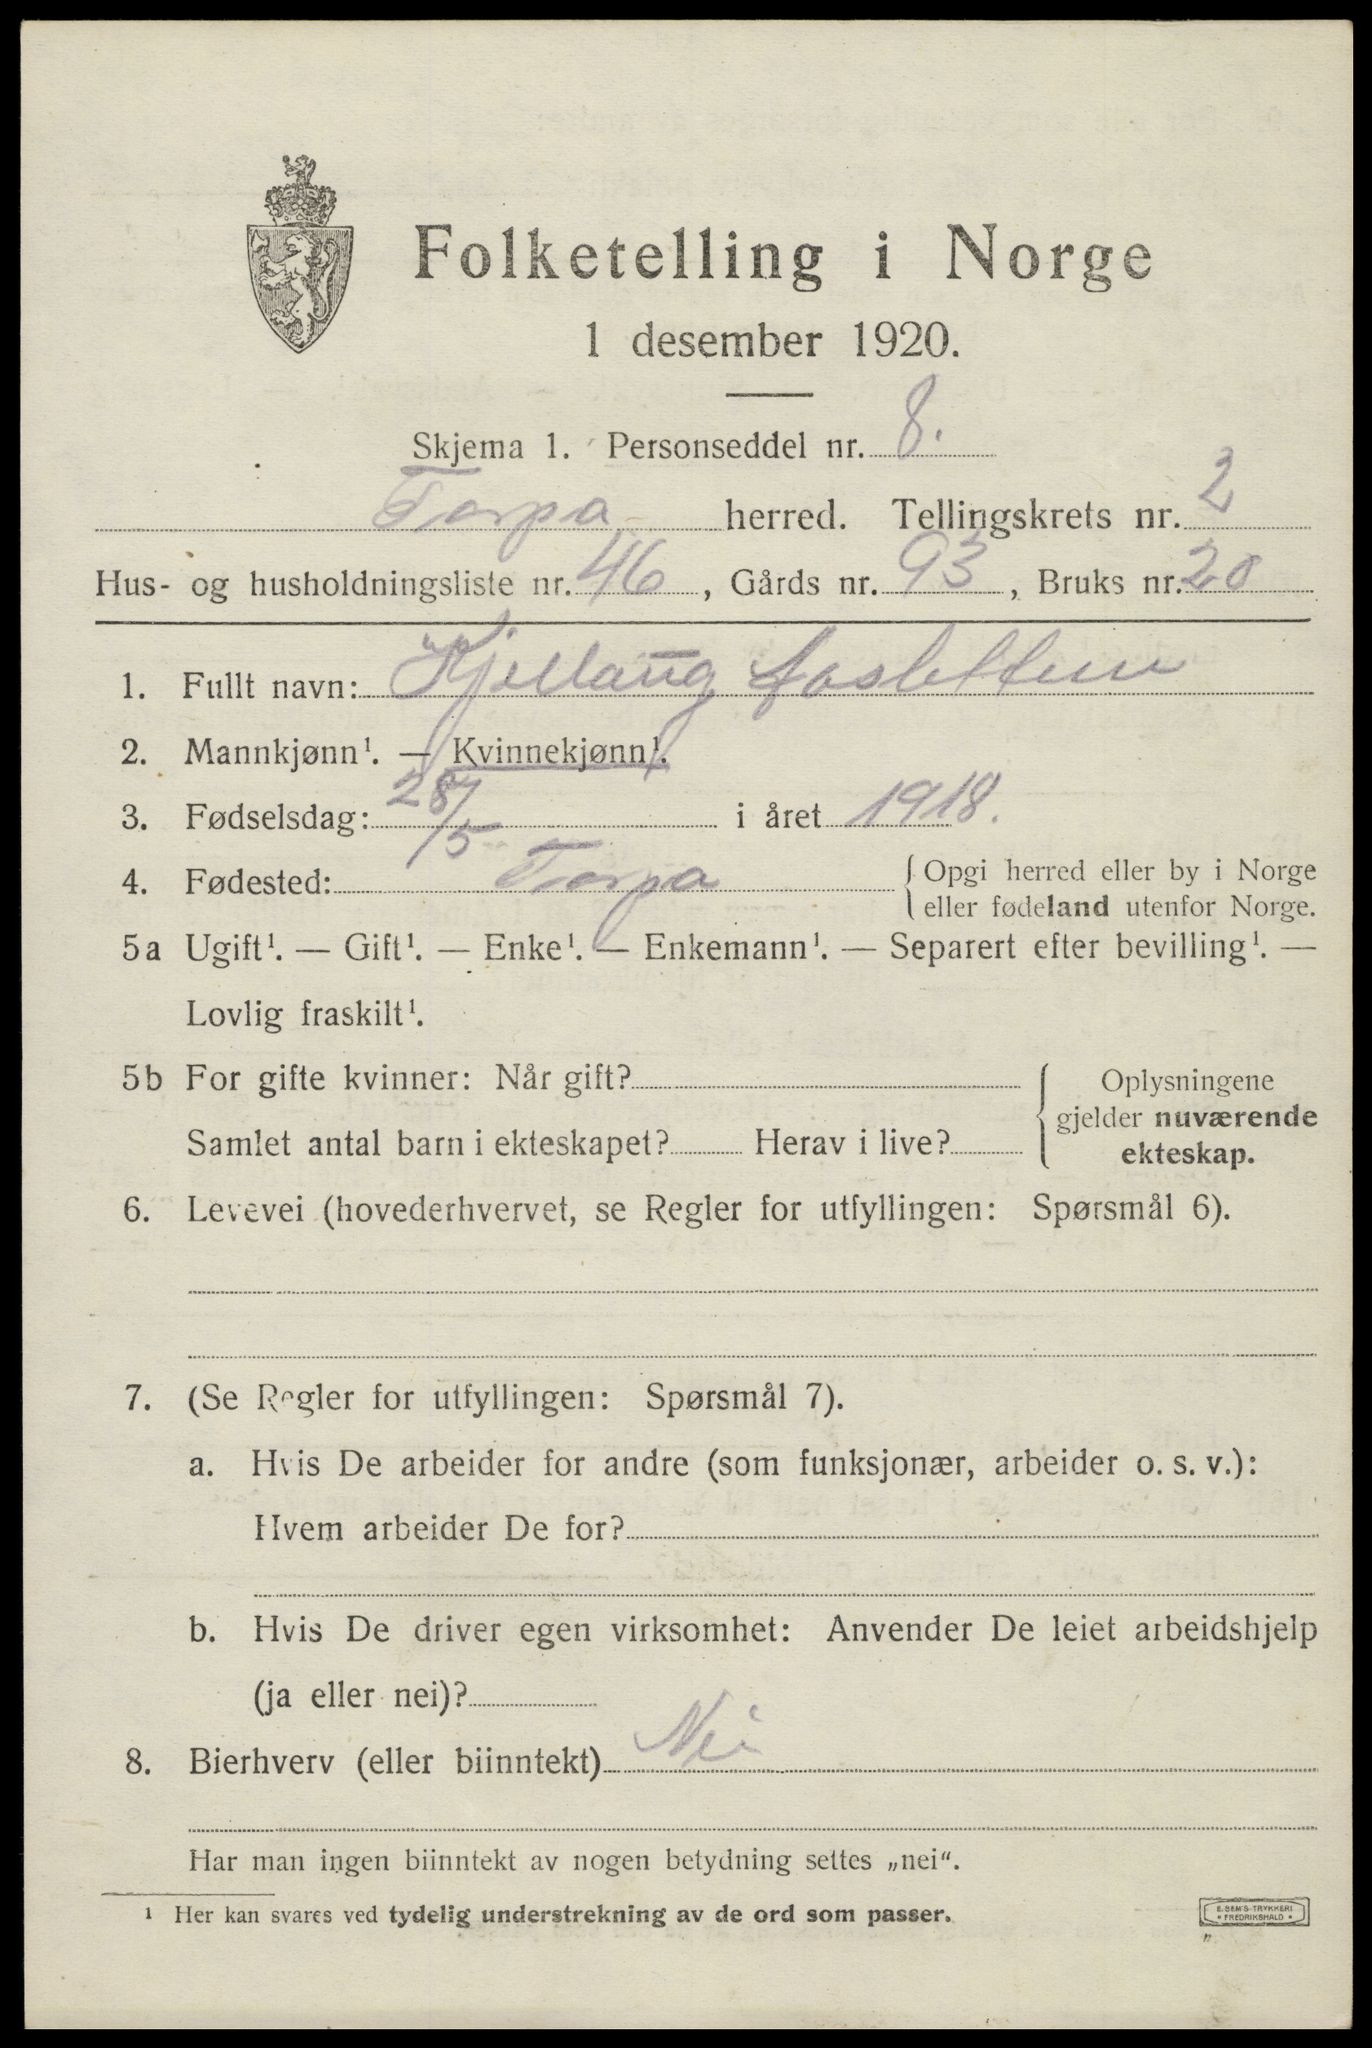 Folketelling i Norge
1 desember 1920.
Skjema 1. Personseddel nr. 8.
Torpa herred. Tellingskrets nr. 2
Hus- og husholdningsliste nr. 46, Gårds nr. 93, Bruks nr. 20
1. Fullt navn: Kjellaug Aasletten
2. Mannkjønn¹. — Kvinnekjønn¹.
3. Fødselsdag: 28/5 i året 1918.
4. Fødested: Torpa { Opgi herred eller by i Norge
eller fødeland utenfor Norge.
5a Ugift¹. — Gift¹. — Enke¹. — Enkemann¹. — Separert efter bevilling¹. —
Lovlig fraskilt¹.
5b For gifte kvinner: Når gift?
Samlet antal barn i ekteskapet? Herav i live?
Oplysningene
gjelder nuværende
ekteskap.
6. Levevei (hovederhvervet, se Regler for utfyllingen: Spørsmål 6).
7. (Se Regler for utfyllingen: Spørsmål 7).
a. Hvis De arbeider for andre (som funksjonær, arbeider o. s. v.):
Hvem arbeider De for?
b. Hvis De driver egen virksomhet: Anvender De leiet arbeidshjelp
(ja eller nei)?
8. Bierhverv (eller biinntekt) Nei
Har man ingen biinntekt av nogen betydning settes „nei“.
¹ Her kan svares ved tydelig understrekning av de ord som passer.
E. SEM'S TRYKKERI
• FREDRIKSHALD •